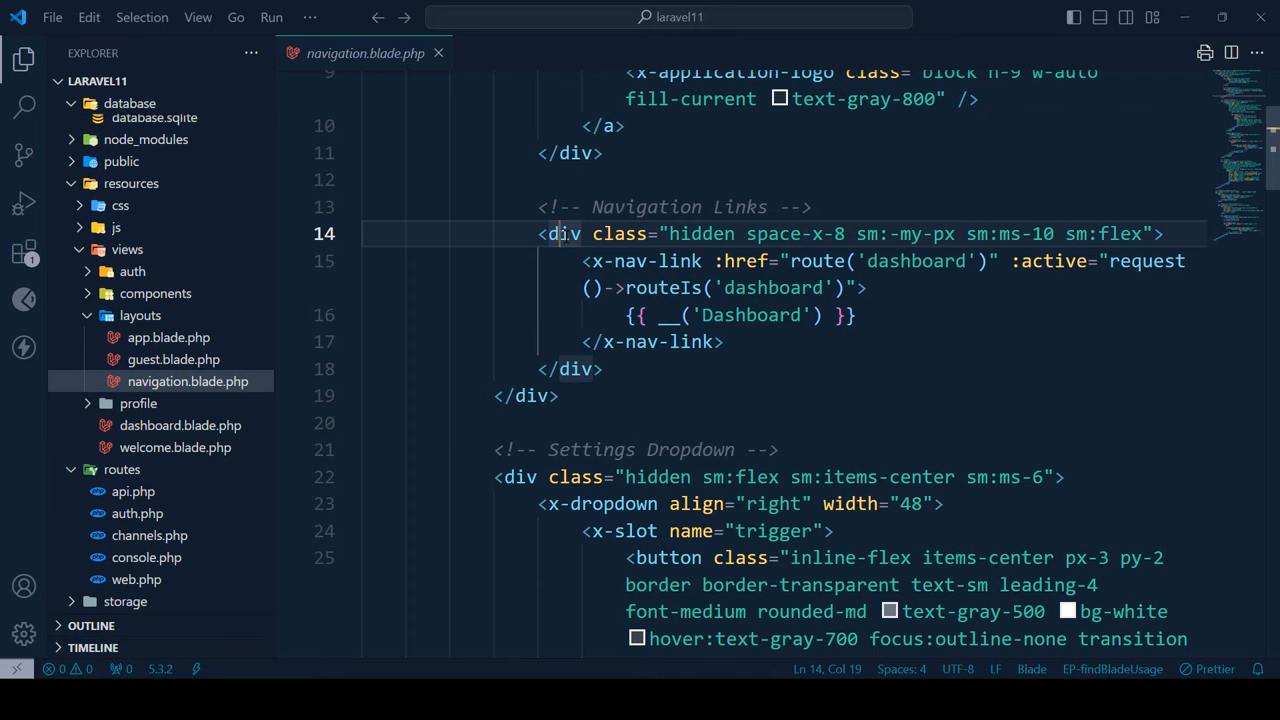 File Edit Selection View Go Run ··· laravel11
EXPLORER ···
navigation.blade.php
LARAVEL11
database
database.sqlite
node_modules
public
resources
css
js
views
auth
components
layouts
app.blade.php
guest.blade.php
navigation.blade.php
profile
dashboard.blade.php
welcome.blade.php
routes
api.php
auth.php
channels.php
console.php
web.php
storage
OUTLINE
TIMELINE
1
9 <x-application-logo class="block h-9 w-auto
fill-current text-gray-800" />
10 </a>
11 </div>
12
13 <!-- Navigation Links -->
14 <div class="hidden space-x-8 sm:-my-px sm:ms-10 sm:flex">
15 <x-nav-link :href="route('dashboard')" :active="request
()->routeIs('dashboard')">
16 {{ __('Dashboard') }}
17 </x-nav-link>
18 </div>
19 </div>
20
21 <!-- Settings Dropdown -->
22 <div class="hidden sm:flex sm:items-center sm:ms-6">
23 <x-dropdown align="right" width="48">
24 <x-slot name="trigger">
25 <button class="inline-flex items-center px-3 py-2
border border-transparent text-sm leading-4
font-medium rounded-md text-gray-500 bg-white
hover:text-gray-700 focus:outline-none transition
0 0 0 5.3.2 Ln 14, Col 19 Spaces: 4 UTF-8 LF Blade EP-findBladeUsage Prettier